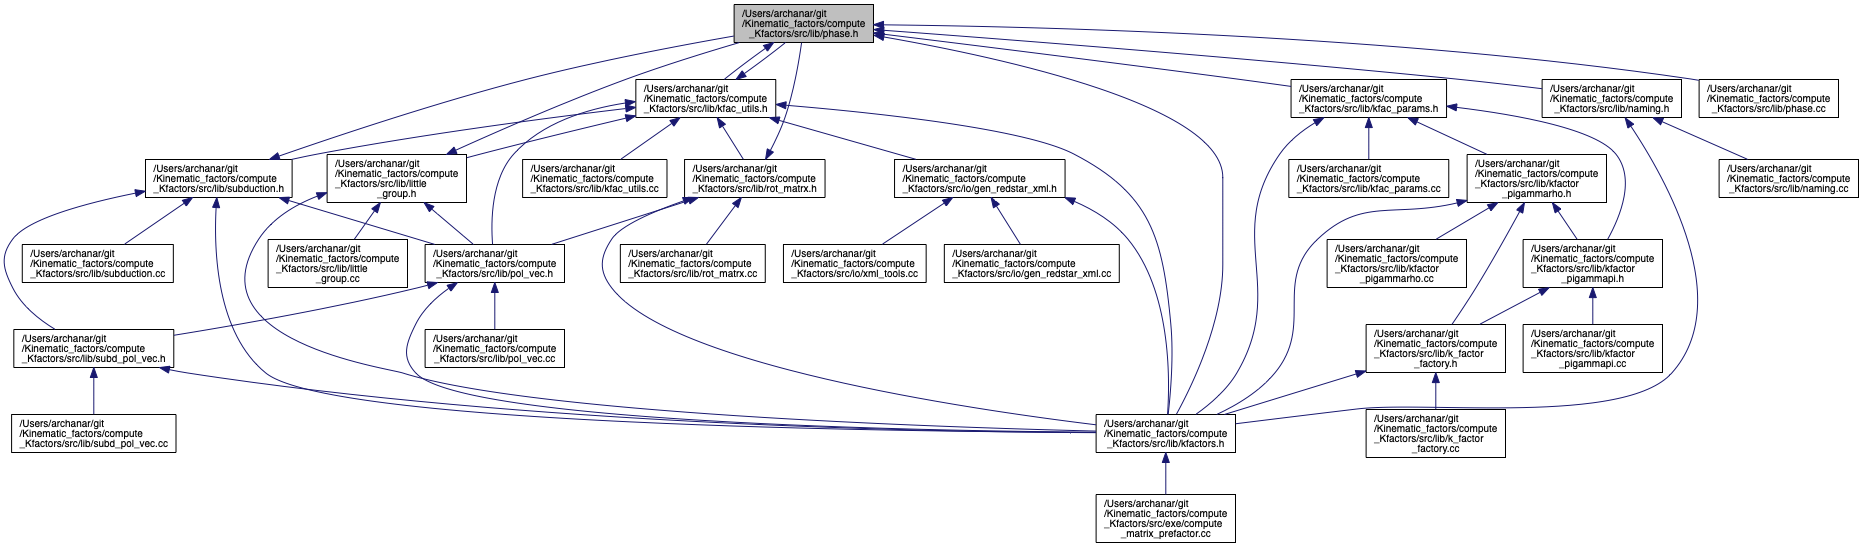 /Users/archanar/git
/Kinematic_factors/compute
_Kfactors/src/lib/phase.h
/Users/archanar/git
/Kinematic_factors/compute
_Kfactors/src/lib/kfac_utils.h
/Users/archanar/git
/Kinematic_factors/compute
_Kfactors/src/lib/kfac_params.h
/Users/archanar/git
/Kinematic_factors/compute
_Kfactors/src/lib/naming.h
/Users/archanar/git
/Kinematic_factors/compute
_Kfactors/src/lib/phase.cc
/Users/archanar/git
/Kinematic_factors/compute
_Kfactors/src/lib/subduction.h
/Users/archanar/git
/Kinematic_factors/compute
_Kfactors/src/lib/little
_group.h
/Users/archanar/git
/Kinematic_factors/compute
_Kfactors/src/lib/kfac_utils.cc
/Users/archanar/git
/Kinematic_factors/compute
_Kfactors/src/lib/rot_matrx.h
/Users/archanar/git
/Kinematic_factors/compute
_Kfactors/src/io/gen_redstar_xml.h
/Users/archanar/git
/Kinematic_factors/compute
_Kfactors/src/lib/kfac_params.cc
/Users/archanar/git
/Kinematic_factors/compute
_Kfactors/src/lib/kfactor
_pigammarho.h
/Users/archanar/git
/Kinematic_factors/compute
_Kfactors/src/lib/naming.cc
/Users/archanar/git
/Kinematic_factors/compute
_Kfactors/src/lib/subduction.cc
/Users/archanar/git
/Kinematic_factors/compute
_Kfactors/src/lib/little
_group.cc
/Users/archanar/git
/Kinematic_factors/compute
_Kfactors/src/lib/pol_vec.h
/Users/archanar/git
/Kinematic_factors/compute
_Kfactors/src/lib/rot_matrx.cc
/Users/archanar/git
/Kinematic_factors/compute
_Kfactors/src/io/xml_tools.cc
/Users/archanar/git
/Kinematic_factors/compute
_Kfactors/src/io/gen_redstar_xml.cc
/Users/archanar/git
/Kinematic_factors/compute
_Kfactors/src/lib/kfactor
_pigammarho.cc
/Users/archanar/git
/Kinematic_factors/compute
_Kfactors/src/lib/kfactor
_pigammapi.h
/Users/archanar/git
/Kinematic_factors/compute
_Kfactors/src/lib/subd_pol_vec.h
/Users/archanar/git
/Kinematic_factors/compute
_Kfactors/src/lib/pol_vec.cc
/Users/archanar/git
/Kinematic_factors/compute
_Kfactors/src/lib/k_factor
_factory.h
/Users/archanar/git
/Kinematic_factors/compute
_Kfactors/src/lib/kfactor
_pigammapi.cc
/Users/archanar/git
/Kinematic_factors/compute
_Kfactors/src/lib/subd_pol_vec.cc
/Users/archanar/git
/Kinematic_factors/compute
_Kfactors/src/lib/kfactors.h
/Users/archanar/git
/Kinematic_factors/compute
_Kfactors/src/lib/k_factor
_factory.cc
/Users/archanar/git
/Kinematic_factors/compute
_Kfactors/src/exe/compute
_matrix_prefactor.cc